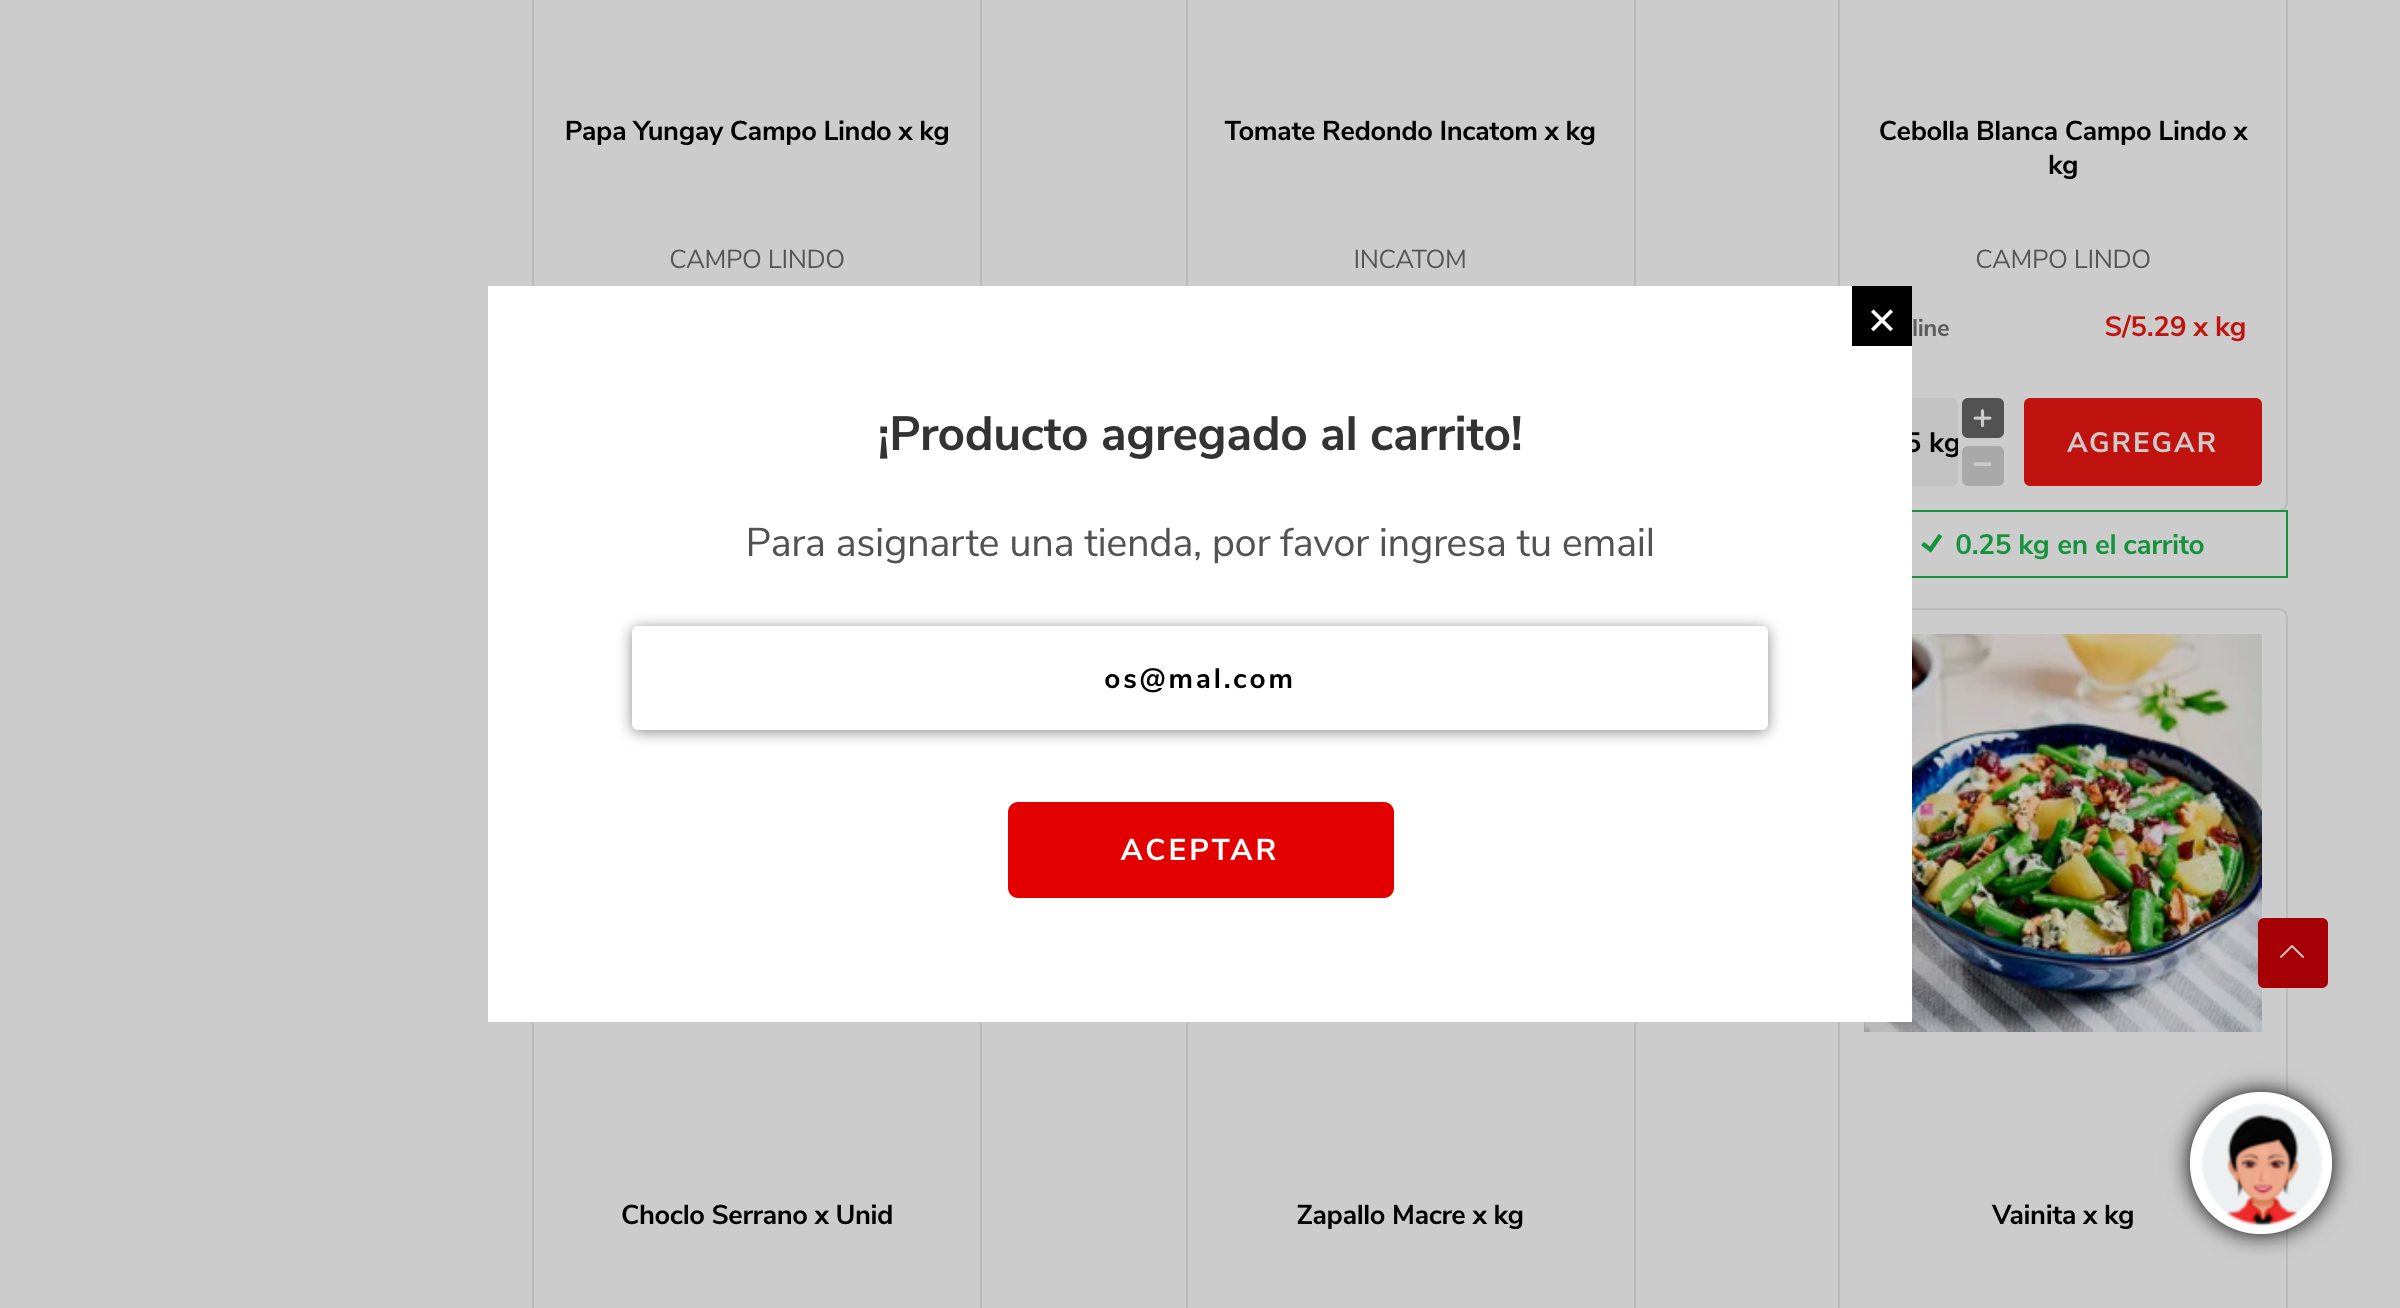 Papa Yungay Campo Lindo x kg
Tomate Redondo Incatom x kg
Cebolla Blanca Campo Lindo x
kg
CAMPO LINDO
INCATOM
CAMPO LINDO
S/5.29 x kg
¡Producto agregado al carrito!
kg
AGREGAR
Para asignarte una tienda, por favor ingresa tu email
0.25 kg en el carrito
os@mal.com
ACEPTAR
Choclo Serrano x Unid
Zapallo Macre x kg
Vainita x kg